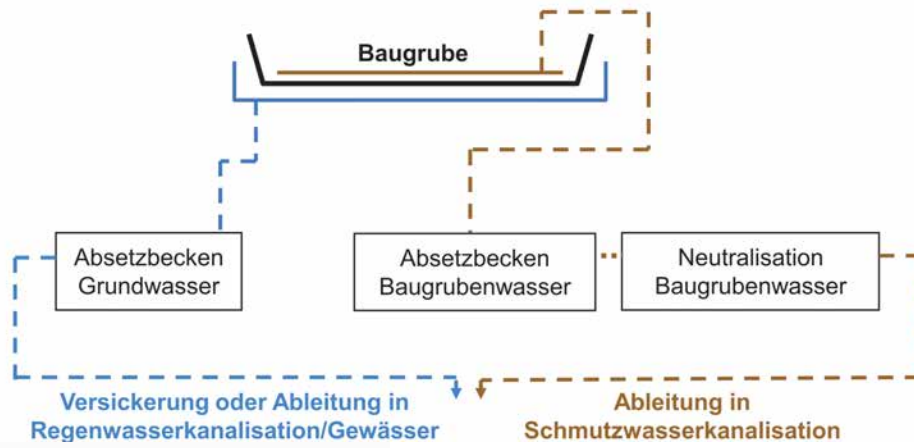 Baugrube
Absetzbecken
Grundwasser
Absetzbecken
Baugrubenwasser
Neutralisation
Baugrubenwasser
Versickerung oder Ableitung in
Regenwasserkanalisation/Gewässer
Ableitung in
Schmutzwasserkanalisation